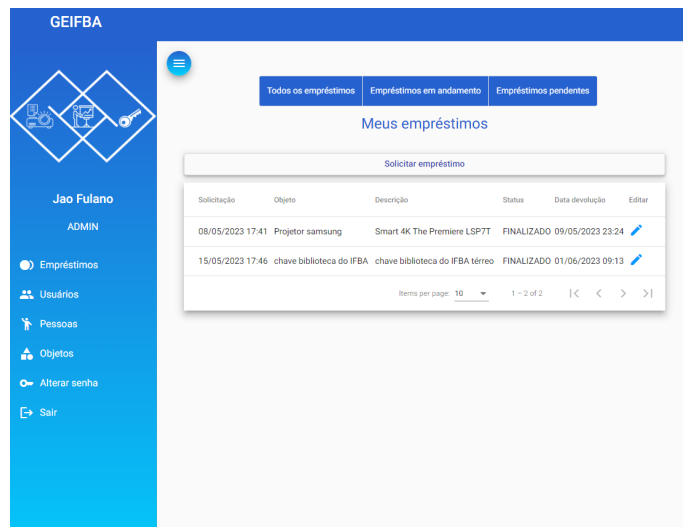 GEIFBA
Todos os empréstimos Empréstimos em andamento Empréstimos pendentes
Meus empréstimos
Solicitar empréstimo
Jao Fulano
ADMIN
Empréstimos
Usuários
Pessoas
Objetos
Alterar senha
Sair
Solicitação Objeto Descrição Status Data devolução Editar
08/05/2023 17:41 Projetor samsung Smart 4K The Premiere LSP7T FINALIZADO 09/05/2023 23:24
15/05/2023 17:46 chave biblioteca do IFBA chave biblioteca do IFBA térreo FINALIZADO 01/06/2023 09:13
Items per page: 10 1 – 2 of 2